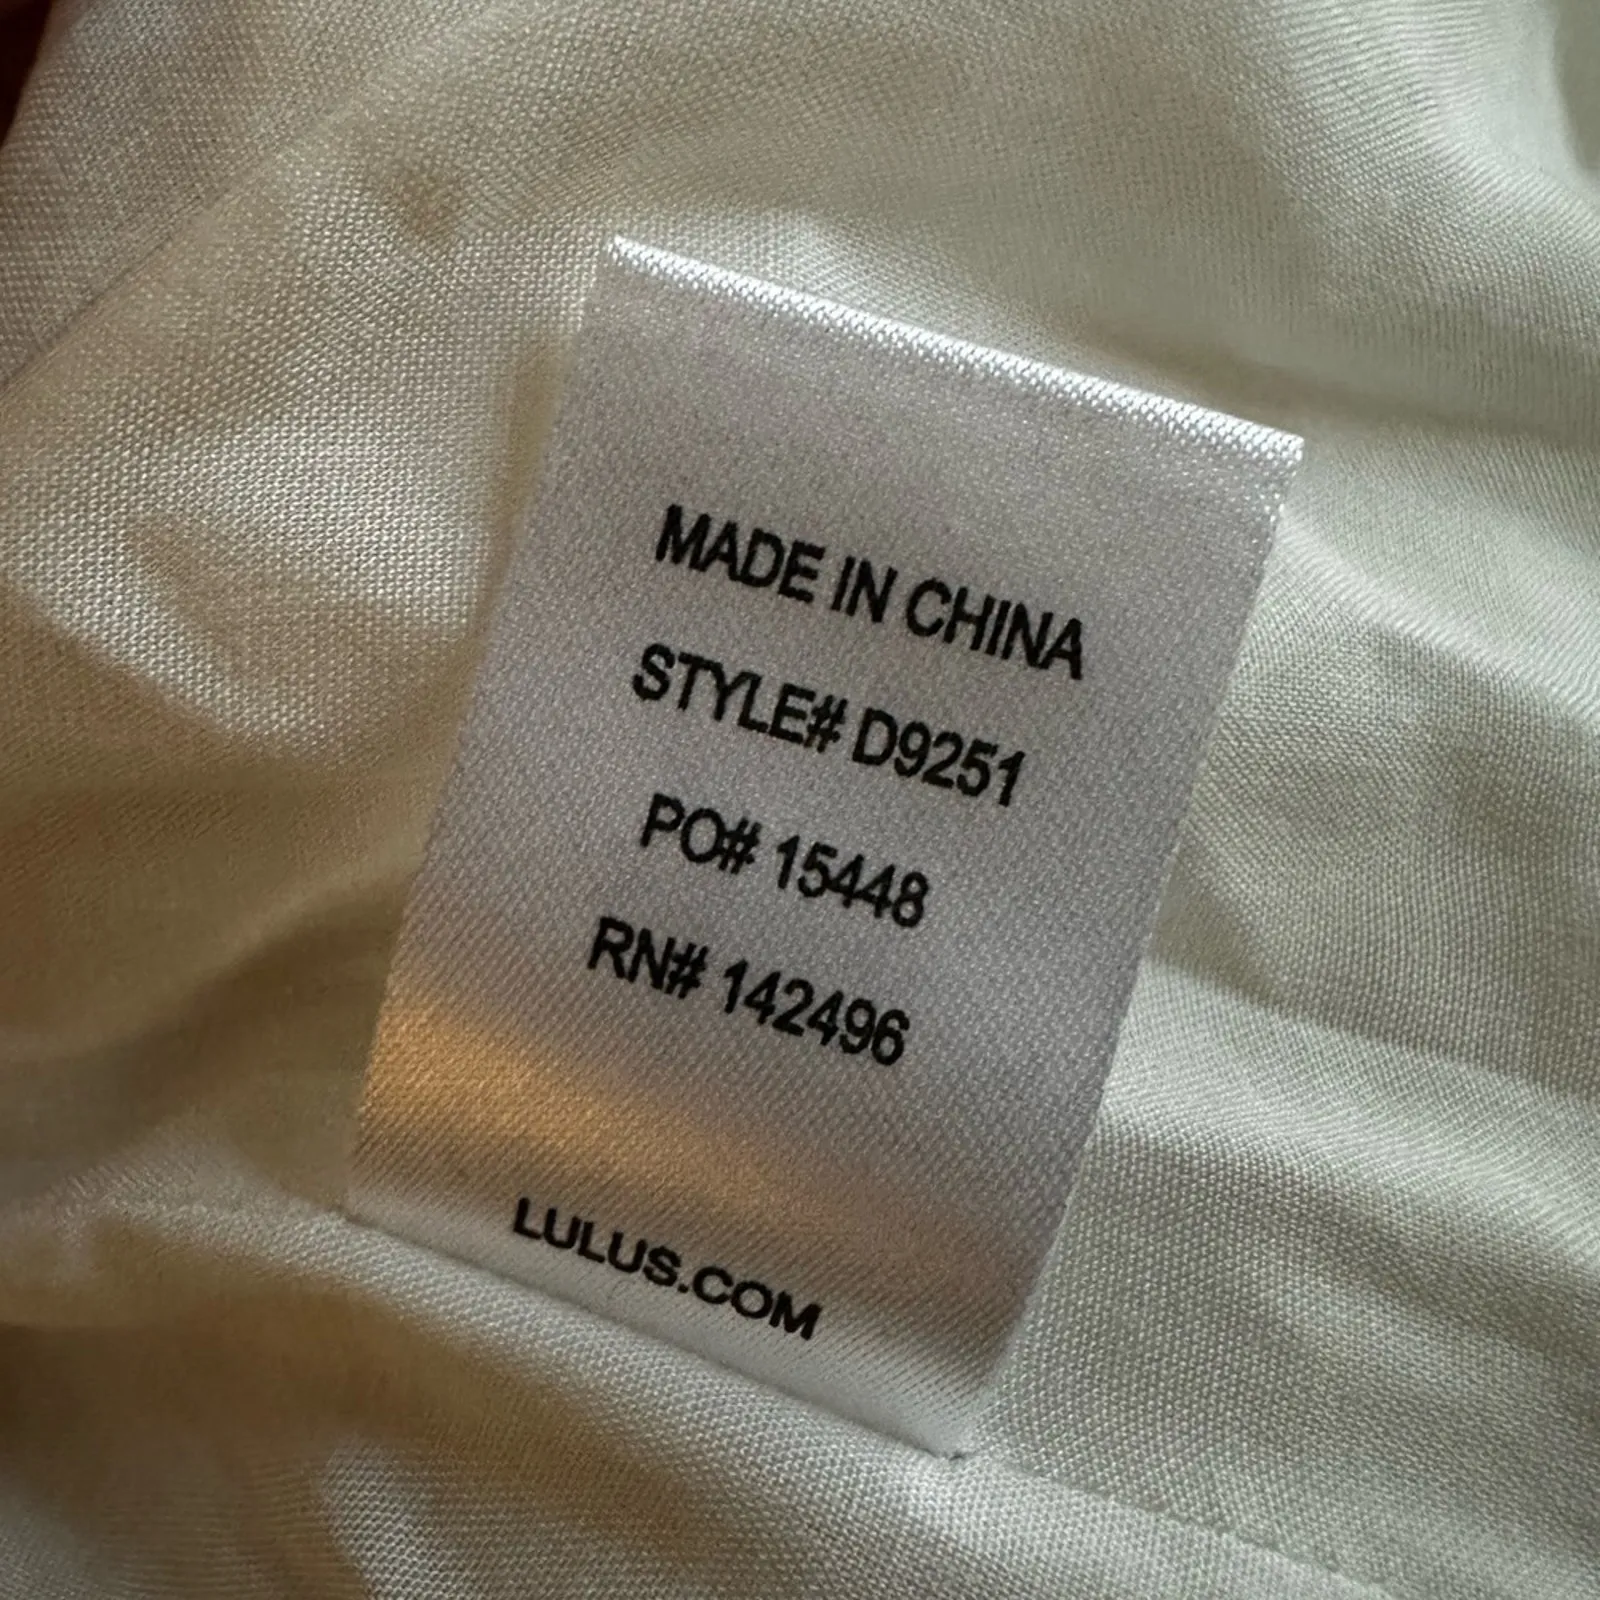 MADE IN CHINA
STYLE# D9251
PO# 15448
RN# 142496
LULUS.COM